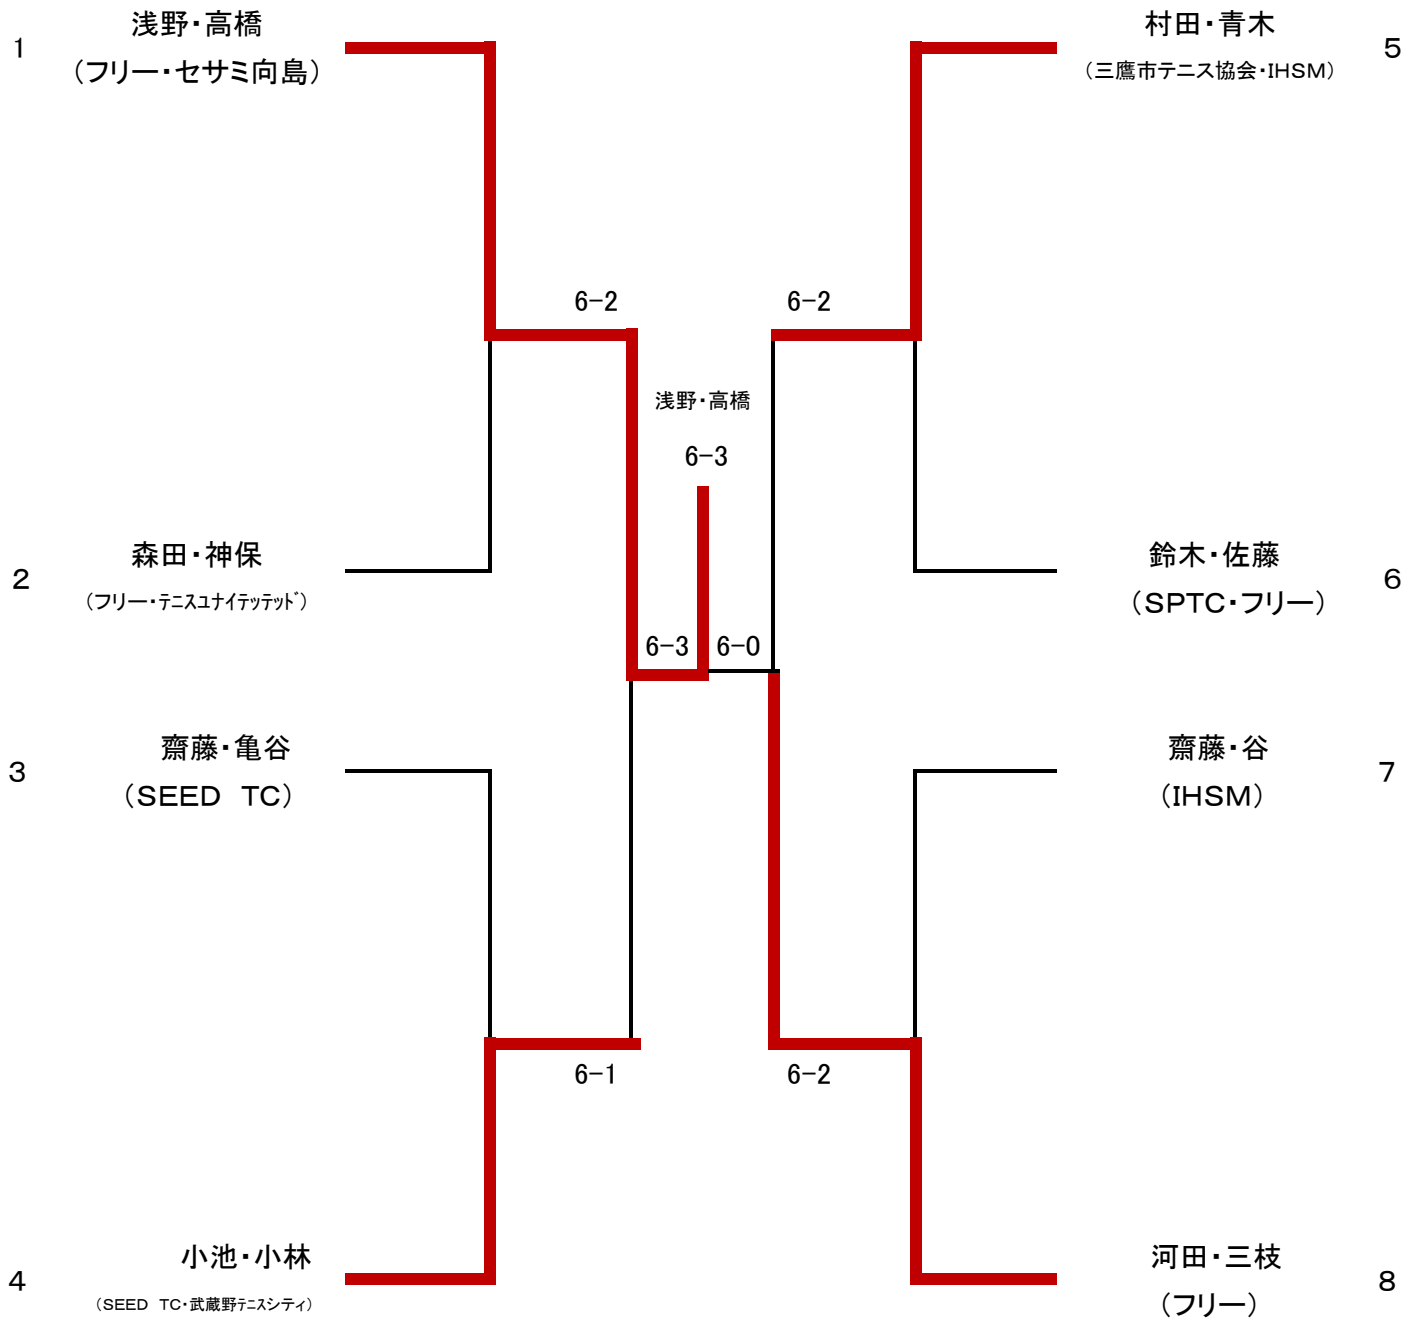 1
浅野・高橋
（フリー・セサミ向島）
村田・青木
（三鷹市テニス協会・IHSM）
5
6-2
6-2
浅野・高橋
6-3
2
森田・神保
（フリー・テニスユナイテッテッド）
鈴木・佐藤
（SPTC・フリー）
6
6-3
6-0
3
齋藤・亀谷
（SEED　TC）
齋藤・谷
（IHSM）
7
6-1
6-2
4
小池・小林
（SEED　TC・武蔵野テニスシティ）
河田・三枝
（フリー）
8